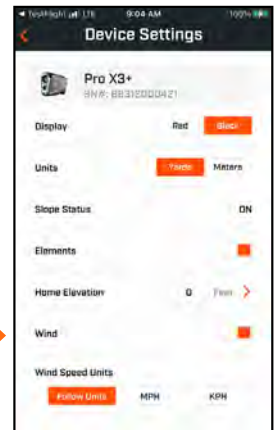 TestFlight LTE 9:04 AM 100%
Device Settings
Pro X3+
Display Red Black
Units Yards Meters
Slope Status ON
Elements
Home Elevation 0 Feet
Wind
Wind Speed Units
Follow Units MPH KPH